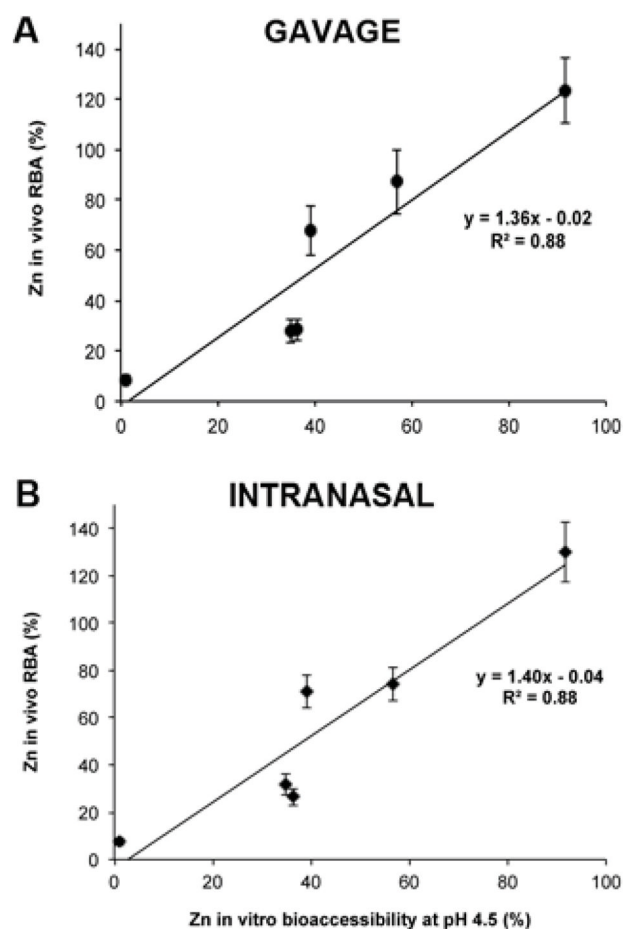 A
GAVAGE
Zn in vivo RBA (%)
140
120
100
80
60
40
20
0
y = 1.36x - 0.02
R² = 0.88
0 20 40 60 80 100
B
INTRANASAL
Zn in vivo RBA (%)
140
120
100
80
60
40
20
0
y = 1.40x - 0.04
R² = 0.88
0 20 40 60 80 100
Zn in vitro bioaccessibility at pH 4.5 (%)